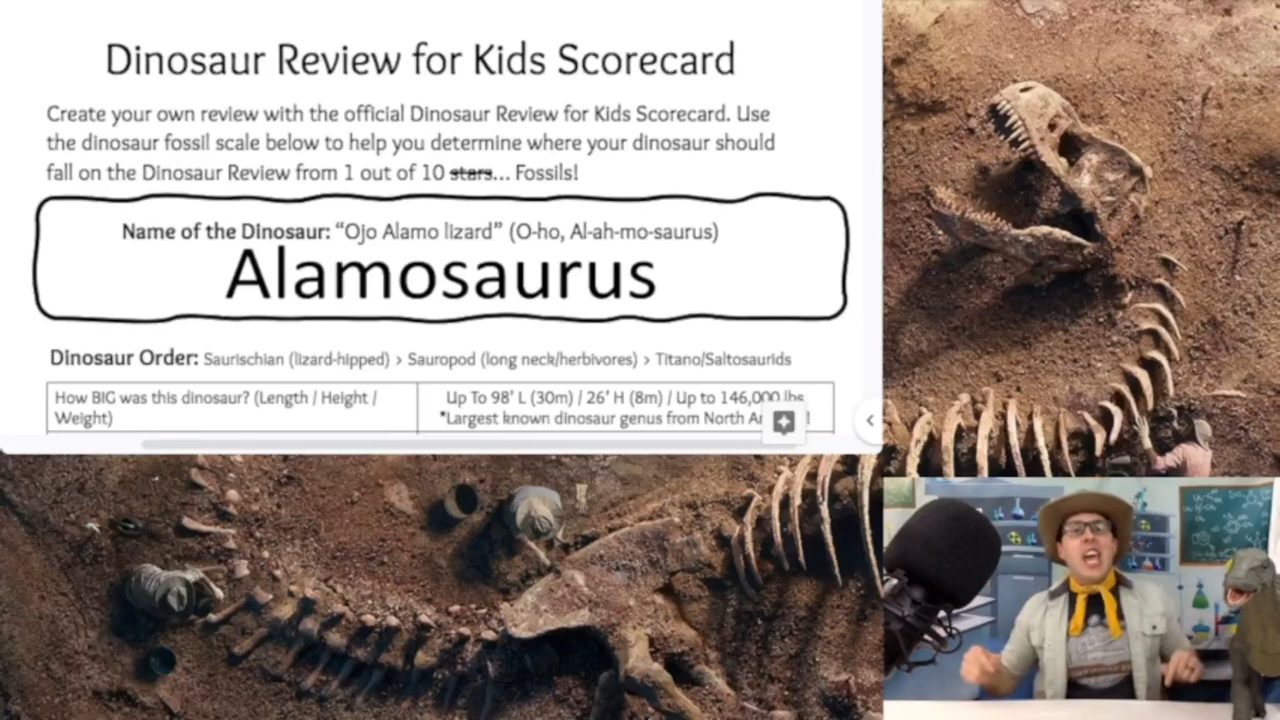 Dinosaur Review for Kids Scorecard
Create your own review with the official Dinosaur Review for Kids Scorecard. Use
the dinosaur fossil scale below to help you determine where your dinosaur should
fall on the Dinosaur Review from 1 out of 10 stars... Fossils!
Name of the Dinosaur: “Ojo Alamo lizard” (O-ho, Al-ah-mo-saurus)
Alamosaurus
Dinosaur Order: Saurischian (lizard-hipped) > Sauropod (long neck/herbivores) > Titano/Saltosaurids
How BIG was this dinosaur? (Length / Height /
Weight)
Up To 98’ L (30m) / 26’ H (8m) / Up to 146,000 lbs
*Largest known dinosaur genus from North